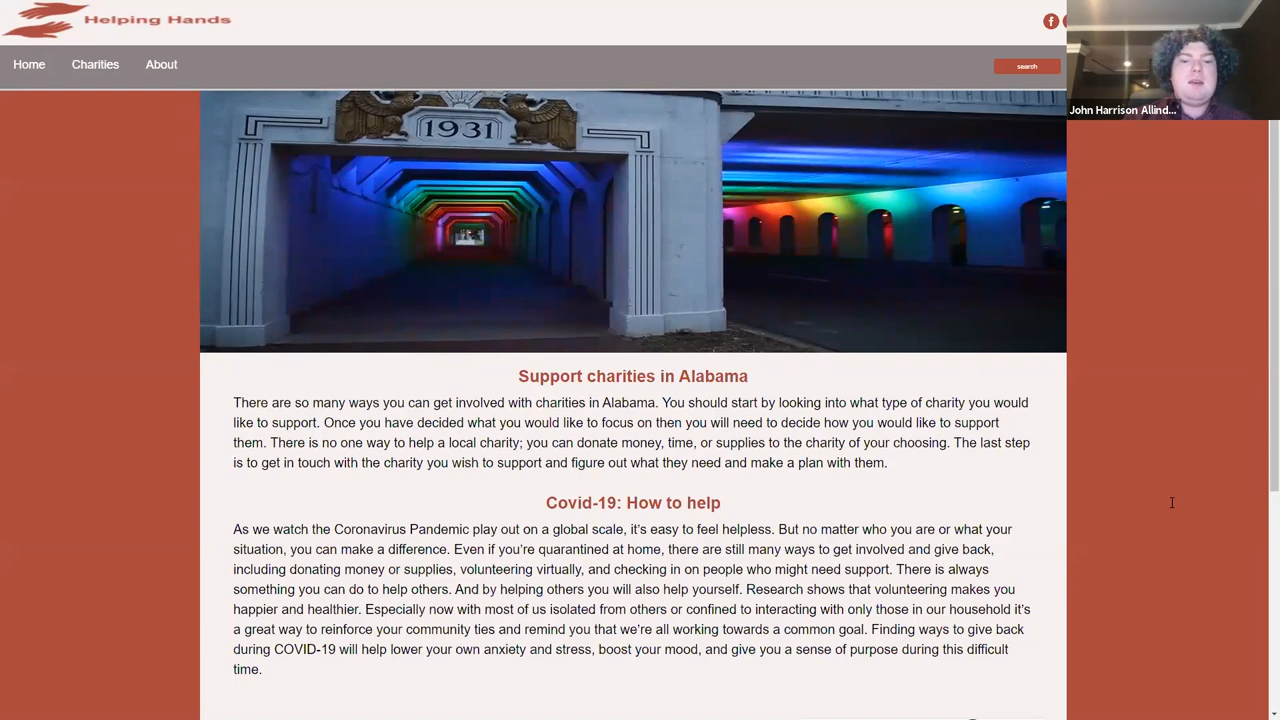 Helping Hands
f
Home Charities About
search
John Harrison Allind...
1931
Support charities in Alabama
There are so many ways you can get involved with charities in Alabama. You should start by looking into what type of charity you would
like to support. Once you have decided what you would like to focus on then you will need to decide how you would like to support
them. There is no one way to help a local charity; you can donate money, time, or supplies to the charity of your choosing. The last step
is to get in touch with the charity you wish to support and figure out what they need and make a plan with them.
Covid-19: How to help
As we watch the Coronavirus Pandemic play out on a global scale, it's easy to feel helpless. But no matter who you are or what your
situation, you can make a difference. Even if you're quarantined at home, there are still many ways to get involved and give back,
including donating money or supplies, volunteering virtually, and checking in on people who might need support. There is always
something you can do to help others. And by helping others you will also help yourself. Research shows that volunteering makes you
happier and healthier. Especially now with most of us isolated from others or confined to interacting with only those in our household it's
a great way to reinforce your community ties and remind you that we're all working towards a common goal. Finding ways to give back
during COVID-19 will help lower your own anxiety and stress, boost your mood, and give you a sense of purpose during this difficult
time.